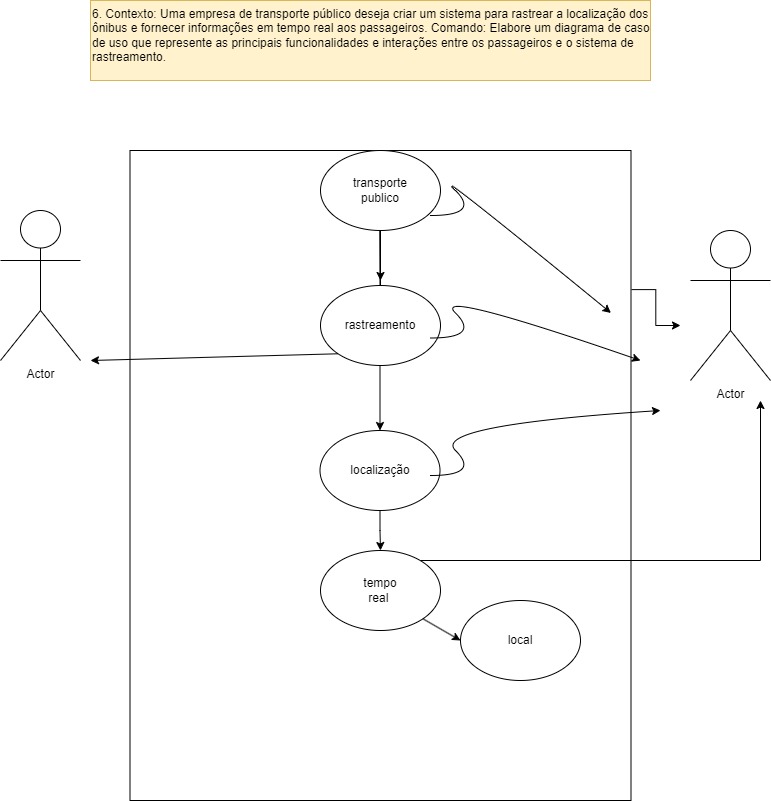 6. Contexto: Uma empresa de transporte público deseja criar um sistema para rastrear a localização dos
ônibus e fornecer informações em tempo real aos passageiros. Comando: Elabore um diagrama de caso
de uso que represente as principais funcionalidades e interações entre os passageiros e o sistema de
rastreamento.
transporte
publico
rastreamento
Actor
Actor
localização
tempo
real
local